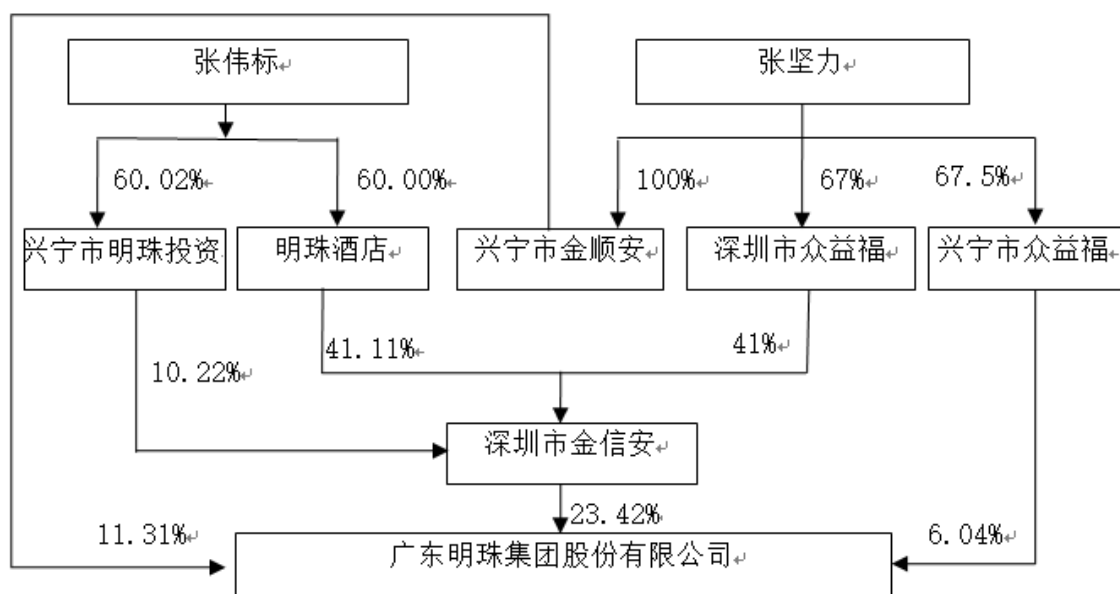 张伟标
张坚力
60.02%
60.00%
100%
67%
67.5%
兴宁市明珠投资
明珠酒店
兴宁市金顺安
深圳市众益福
兴宁市众益福
41.11%
41%
10.22%
深圳市金信安
23.42%
11.31%
6.04%
广东明珠集团股份有限公司